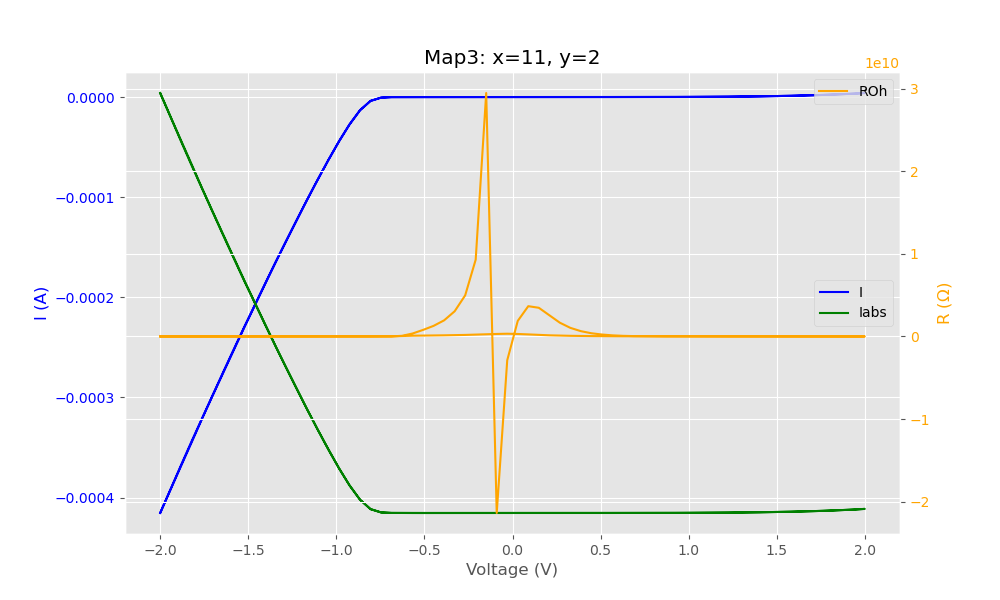 Map3: x=11, y=2
1e10
0.0000
−0.0001
−0.0002
−0.0003
−0.0004
I (A)
3
2
1
0
−1
−2
R (Ω)
ROh
I
Iabs
−2.0
−1.5
−1.0
−0.5
0.0
0.5
1.0
1.5
2.0
Voltage (V)